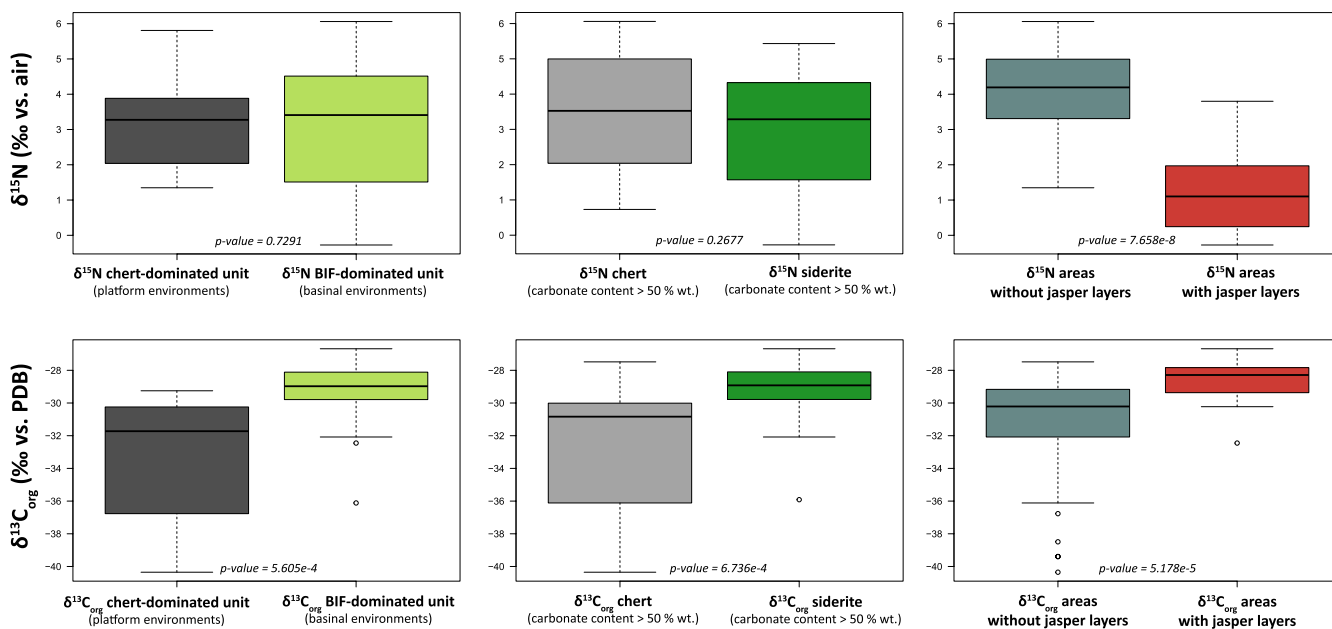 δ¹⁵N (‰ vs. air)
6
5
4
3
2
1
0
p-value = 0.7291
δ¹⁵N chert-dominated unit
(platform environments)
δ¹⁵N BIF-dominated unit
(basinal environments)
6
5
4
3
2
1
0
p-value = 0.2677
δ¹⁵N chert
(carbonate content > 50 % wt.)
δ¹⁵N siderite
(carbonate content > 50 % wt.)
6
5
4
3
2
1
0
p-value = 7.658e-8
δ¹⁵N areas
without jasper layers
δ¹⁵N areas
with jasper layers
δ¹³Corg (‰ vs. PDB)
−28
−30
−32
−34
−36
−38
−40
p-value = 5.605e-4
δ¹³Corg chert-dominated unit
(platform environments)
δ¹³Corg BIF-dominated unit
(basinal environments)
−28
−30
−32
−34
−36
−38
−40
p-value = 6.736e-4
δ¹³Corg chert
(carbonate content > 50 % wt.)
δ¹³Corg siderite
(carbonate content > 50 % wt.)
−28
−30
−32
−34
−36
−38
−40
p-value = 5.178e-5
δ¹³Corg areas
without jasper layers
δ¹³Corg areas
with jasper layers